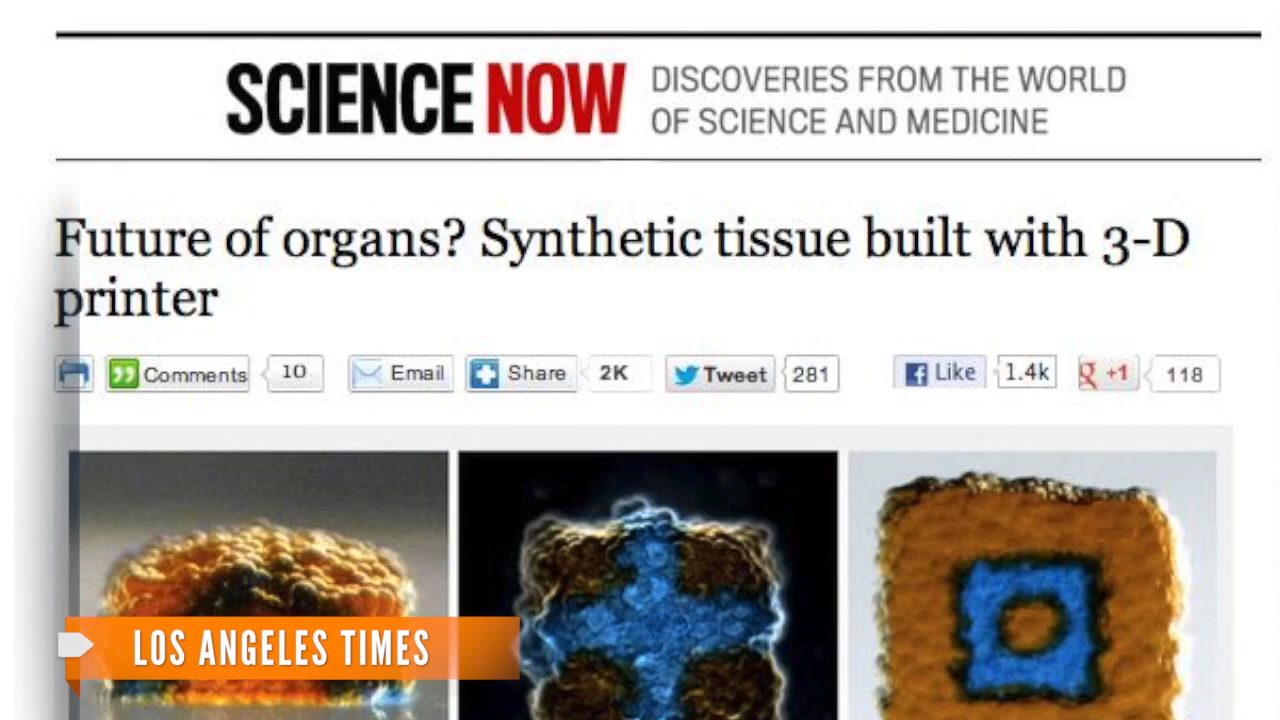 SCIENCE NOW
DISCOVERIES FROM THE WORLD
OF SCIENCE AND MEDICINE
Future of organs? Synthetic tissue built with 3-D
printer
Comments 10 Email Share 2K Tweet 281 Like 1.4k +1 118
LOS ANGELES TIMES